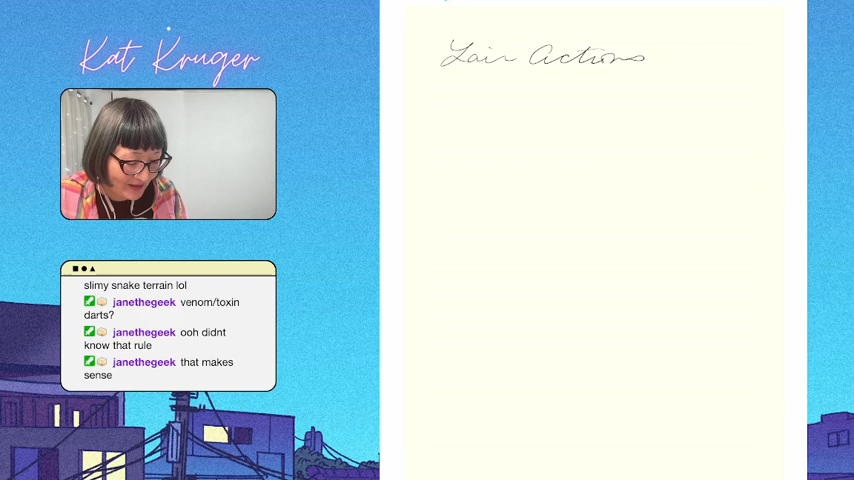 Kat Kruger
Lair Actions
slimy snake terrain lol
janethegeek venom/toxin
darts?
janethegeek ooh didnt
know that rule
janethegeek that makes
sense